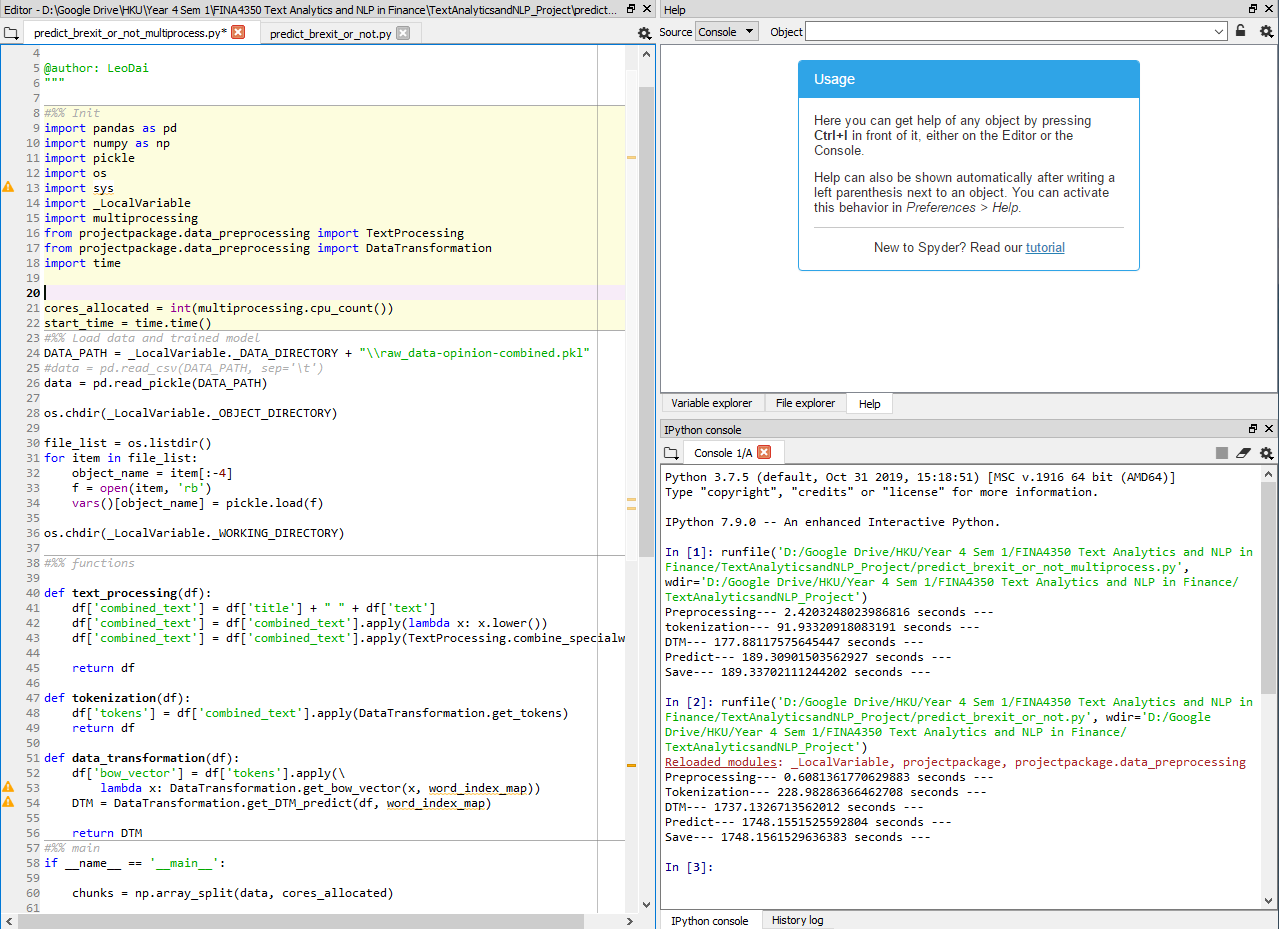 Editor - D:\Google Drive\HKU\Year 4 Sem 1\FINA4350 Text Analytics and NLP in Finance\TextAnalyticsandNLP_Project\predict...
predict_brexit_or_not_multiprocess.py*
predict_brexit_or_not.py
4
5 @author: LeoDai
6 """
7
8 #%% Init
9 import pandas as pd
10 import numpy as np
11 import pickle
12 import os
13 import sys
14 import _LocalVariable
15 import multiprocessing
16 from projectpackage.data_preprocessing import TextProcessing
17 from projectpackage.data_preprocessing import DataTransformation
18 import time
19
20
21 cores_allocated = int(multiprocessing.cpu_count())
22 start_time = time.time()
23 #%% Load data and trained model
24 DATA_PATH = _LocalVariable._DATA_DIRECTORY + "\\raw_data-opinion-combined.pkl"
25 #data = pd.read_csv(DATA_PATH, sep='\t')
26 data = pd.read_pickle(DATA_PATH)
27
28 os.chdir(_LocalVariable._OBJECT_DIRECTORY)
29
30 file_list = os.listdir()
31 for item in file_list:
32     object_name = item[:-4]
33     f = open(item, 'rb')
34     vars()[object_name] = pickle.load(f)
35
36 os.chdir(_LocalVariable._WORKING_DIRECTORY)
37
38 #%% functions
39
40 def text_processing(df):
41     df['combined_text'] = df['title'] + " " + df['text']
42     df['combined_text'] = df['combined_text'].apply(lambda x: x.lower())
43     df['combined_text'] = df['combined_text'].apply(TextProcessing.combine_specialw
44
45     return df
46
47 def tokenization(df):
48     df['tokens'] = df['combined_text'].apply(DataTransformation.get_tokens)
49     return df
50
51 def data_transformation(df):
52     df['bow_vector'] = df['tokens'].apply(\
53         lambda x: DataTransformation.get_bow_vector(x, word_index_map))
54     DTM = DataTransformation.get_DTM_predict(df, word_index_map)
55
56     return DTM
57 #%% main
58 if __name__ == '__main__':
59
60     chunks = np.array_split(data, cores_allocated)
61
Help
Source Console Object
Usage
Here you can get help of any object by pressing
Ctrl+I in front of it, either on the Editor or the
Console.
Help can also be shown automatically after writing a
left parenthesis next to an object. You can activate
this behavior in Preferences > Help.
New to Spyder? Read our tutorial
Variable explorer File explorer Help
IPython console
Console 1/A
Python 3.7.5 (default, Oct 31 2019, 15:18:51) [MSC v.1916 64 bit (AMD64)]
Type "copyright", "credits" or "license" for more information.
IPython 7.9.0 -- An enhanced Interactive Python.
In [1]: runfile('D:/Google Drive/HKU/Year 4 Sem 1/FINA4350 Text Analytics and NLP in
Finance/TextAnalyticsandNLP_Project/predict_brexit_or_not_multiprocess.py',
wdir='D:/Google Drive/HKU/Year 4 Sem 1/FINA4350 Text Analytics and NLP in Finance/
TextAnalyticsandNLP_Project')
Preprocessing--- 2.4203248023986816 seconds ---
tokenization--- 91.93320918083191 seconds ---
DTM--- 177.88117575645447 seconds ---
Predict--- 189.30901503562927 seconds ---
Save--- 189.33702111244202 seconds ---
In [2]: runfile('D:/Google Drive/HKU/Year 4 Sem 1/FINA4350 Text Analytics and NLP in
Finance/TextAnalyticsandNLP_Project/predict_brexit_or_not.py', wdir='D:/Google
Drive/HKU/Year 4 Sem 1/FINA4350 Text Analytics and NLP in Finance/
TextAnalyticsandNLP_Project')
Reloaded modules: _LocalVariable, projectpackage, projectpackage.data_preprocessing
Preprocessing--- 0.6081361770629883 seconds ---
Tokenization--- 228.98286366462708 seconds ---
DTM--- 1737.1326713562012 seconds ---
Predict--- 1748.1551525592804 seconds ---
Save--- 1748.1561529636383 seconds ---
In [3]:
IPython console History log